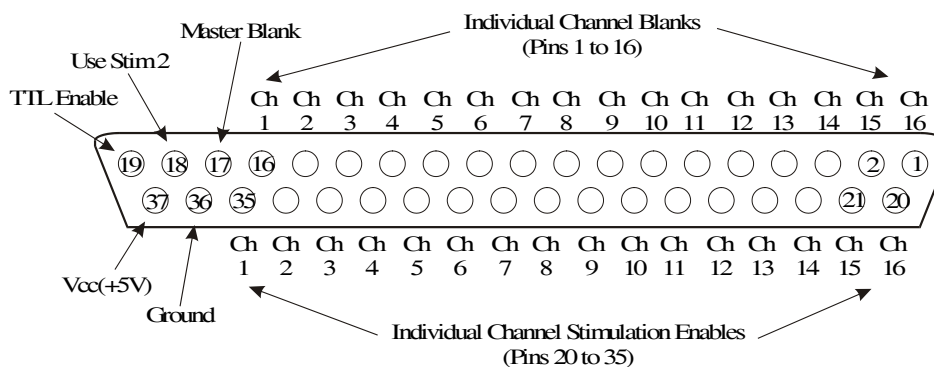 Individual Channel Blanks
(Pins 1 to 16)
Master Blank
Use Stim 2
TTL Enable
Ch Ch Ch Ch Ch Ch Ch Ch Ch Ch Ch Ch Ch Ch Ch Ch
1 2 3 4 5 6 7 8 9 10 11 12 13 14 15 16
19 18 17 16 2 1
37 36 35 21 20
Ch Ch Ch Ch Ch Ch Ch Ch Ch Ch Ch Ch Ch Ch Ch Ch
1 2 3 4 5 6 7 8 9 10 11 12 13 14 15 16
Vcc(+5V)
Ground
Individual Channel Stimulation Enables
(Pins 20 to 35)